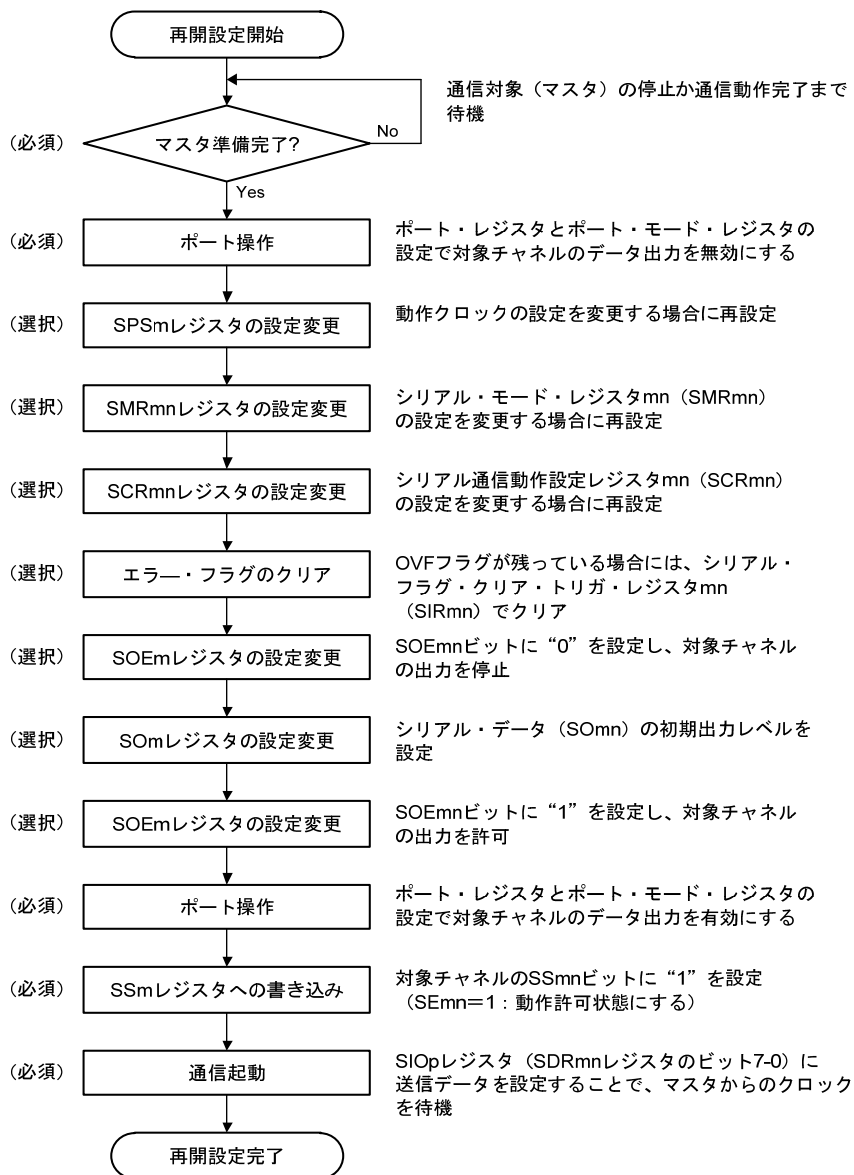 再開設定開始
通信対象（マスタ）の停止か通信動作完了まで
待機
（必須）
マスタ準備完了?
No
Yes
（必須）
ポート操作
ポート・レジスタとポート・モード・レジスタの
設定で対象チャネルのデータ出力を無効にする
（選択）
SPSmレジスタの設定変更
動作クロックの設定を変更する場合に再設定
（選択）
SMRmnレジスタの設定変更
シリアル・モード・レジスタmn（SMRmn）
の設定を変更する場合に再設定
（選択）
SCRmnレジスタの設定変更
シリアル通信動作設定レジスタmn（SCRmn）
の設定を変更する場合に再設定
（選択）
エラ―・フラグのクリア
OVFフラグが残っている場合には、シリアル・
フラグ・クリア・トリガ・レジスタmn
（SIRmn）でクリア
（選択）
SOEmレジスタの設定変更
SOEmnビットに“0”を設定し、対象チャネル
の出力を停止
（選択）
SOmレジスタの設定変更
シリアル・データ（SOmn）の初期出力レベルを
設定
（選択）
SOEmレジスタの設定変更
SOEmnビットに“1”を設定し、対象チャネル
の出力を許可
（必須）
ポート操作
ポート・レジスタとポート・モード・レジスタの
設定で対象チャネルのデータ出力を有効にする
（必須）
SSmレジスタへの書き込み
対象チャネルのSSmnビットに“1”を設定
（SEmn＝1：動作許可状態にする）
（必須）
通信起動
SIOpレジスタ（SDRmnレジスタのビット7-0）に
送信データを設定することで、マスタからのクロック
を待機
再開設定完了